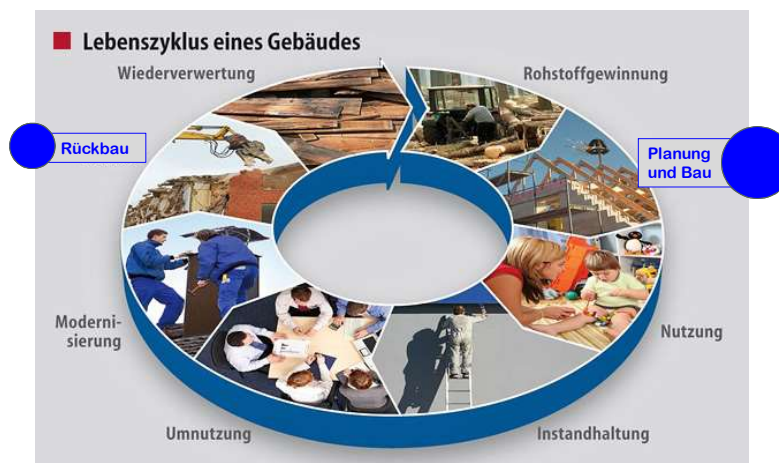 Lebenszyklus eines Gebäudes
Wiederverwertung
Rohstoffgewinnung
Rückbau
Planung
und Bau
Moderni-
sierung
Nutzung
Umnutzung
Instandhaltung